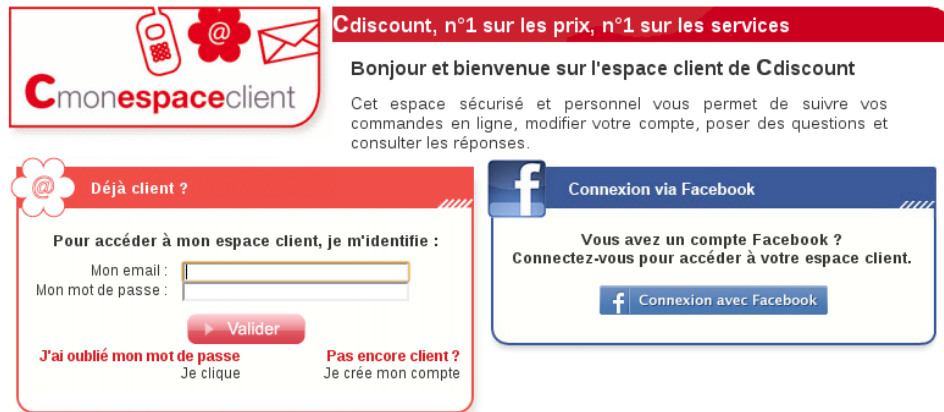 Cmonespaceclient
Cdiscount, n°1 sur les prix, n°1 sur les services
Bonjour et bienvenue sur l'espace client de Cdiscount
Cet espace sécurisé et personnel vous permet de suivre vos
commandes en ligne, modifier votre compte, poser des questions et
consulter les réponses.
@
@
Déjà client ?
Pour accéder à mon espace client, je m'identifie :
Mon email :
Mon mot de passe :
Valider
J'ai oublié mon mot de passe
Je clique
Pas encore client ?
Je crée mon compte
f
Connexion via Facebook
Vous avez un compte Facebook ?
Connectez-vous pour accéder à votre espace client.
f Connexion avec Facebook